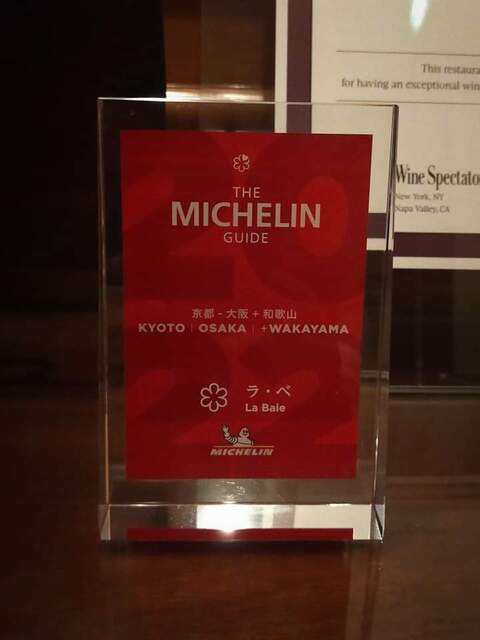 This restaura
for having an exceptional win
Wine Spectato
New York, NY
Napa Valley, CA
THE
MICHELIN
GUIDE
2022
京都 - 大阪 + 和歌山
KYOTO | OSAKA | + WAKAYAMA
ラ・ベ
La Baie
MICHELIN